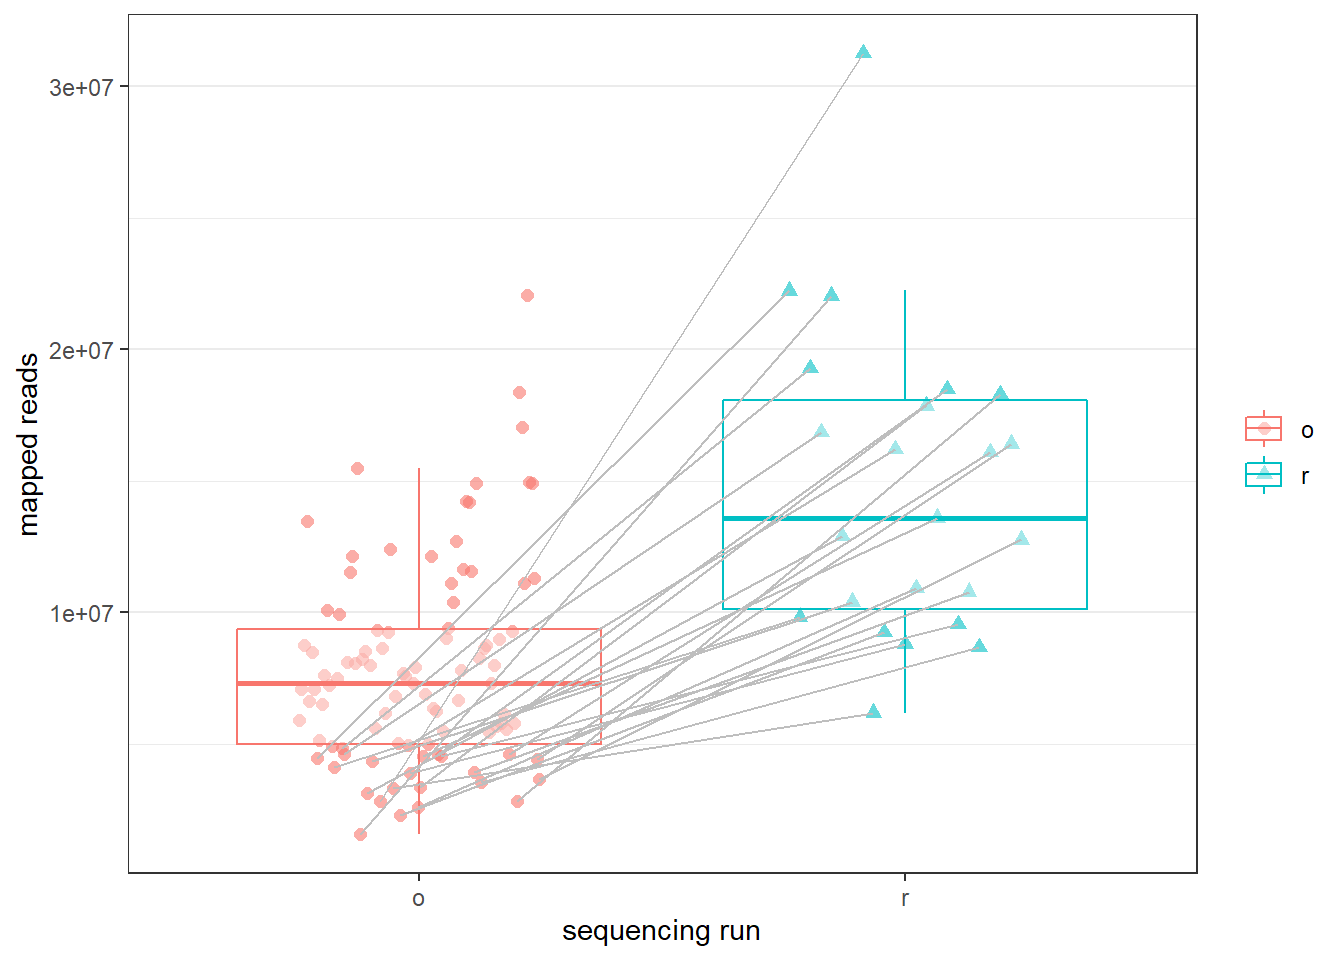 mapped reads
3e+07
2e+07
1e+07
o
r
sequencing run
o
r